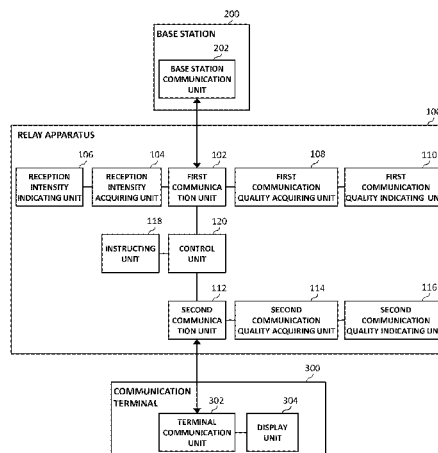 200
BASE STATION
202
BASE STATION
COMMUNICATION
UNIT
100
RELAY APPARATUS
106
104
102
108
110
RECEPTION
INTENSITY
INDICATING UNIT
RECEPTION
INTENSITY
ACQUIRING UNIT
FIRST
COMMUNICA
TION UNIT
FIRST
COMMUNICATION
QUALITY ACQUIRING UNIT
FIRST
COMMUNICATION
QUALITY INDICATING UNIT
118
120
INSTRUCTING
UNIT
CONTROL
UNIT
112
114
116
SECOND
COMMUNICA
TION UNIT
SECOND
COMMUNICATION
QUALITY ACQUIRING UNIT
SECOND
COMMUNICATION
QUALITY INDICATING UNIT
300
COMMUNICATION
TERMINAL
302
304
TERMINAL
COMMUNICATION
UNIT
DISPLAY
UNIT